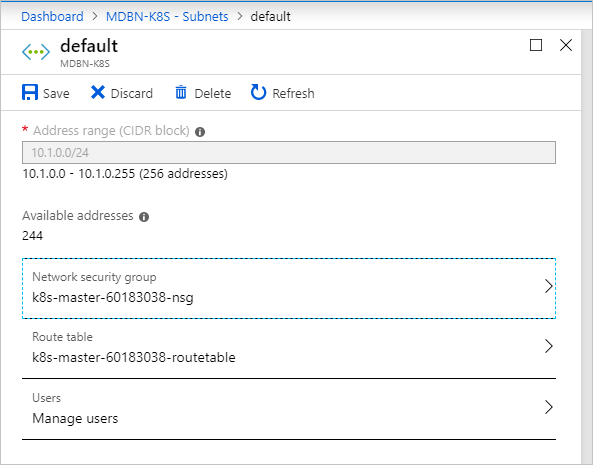 Dashboard > MDBN-K8S - Subnets > default
default
MDBN-K8S
Save Discard Delete Refresh
* Address range (CIDR block)
10.1.0.0/24
10.1.0.0 - 10.1.0.255 (256 addresses)
Available addresses
244
Network security group
k8s-master-60183038-nsg
Route table
k8s-master-60183038-routetable
Users
Manage users